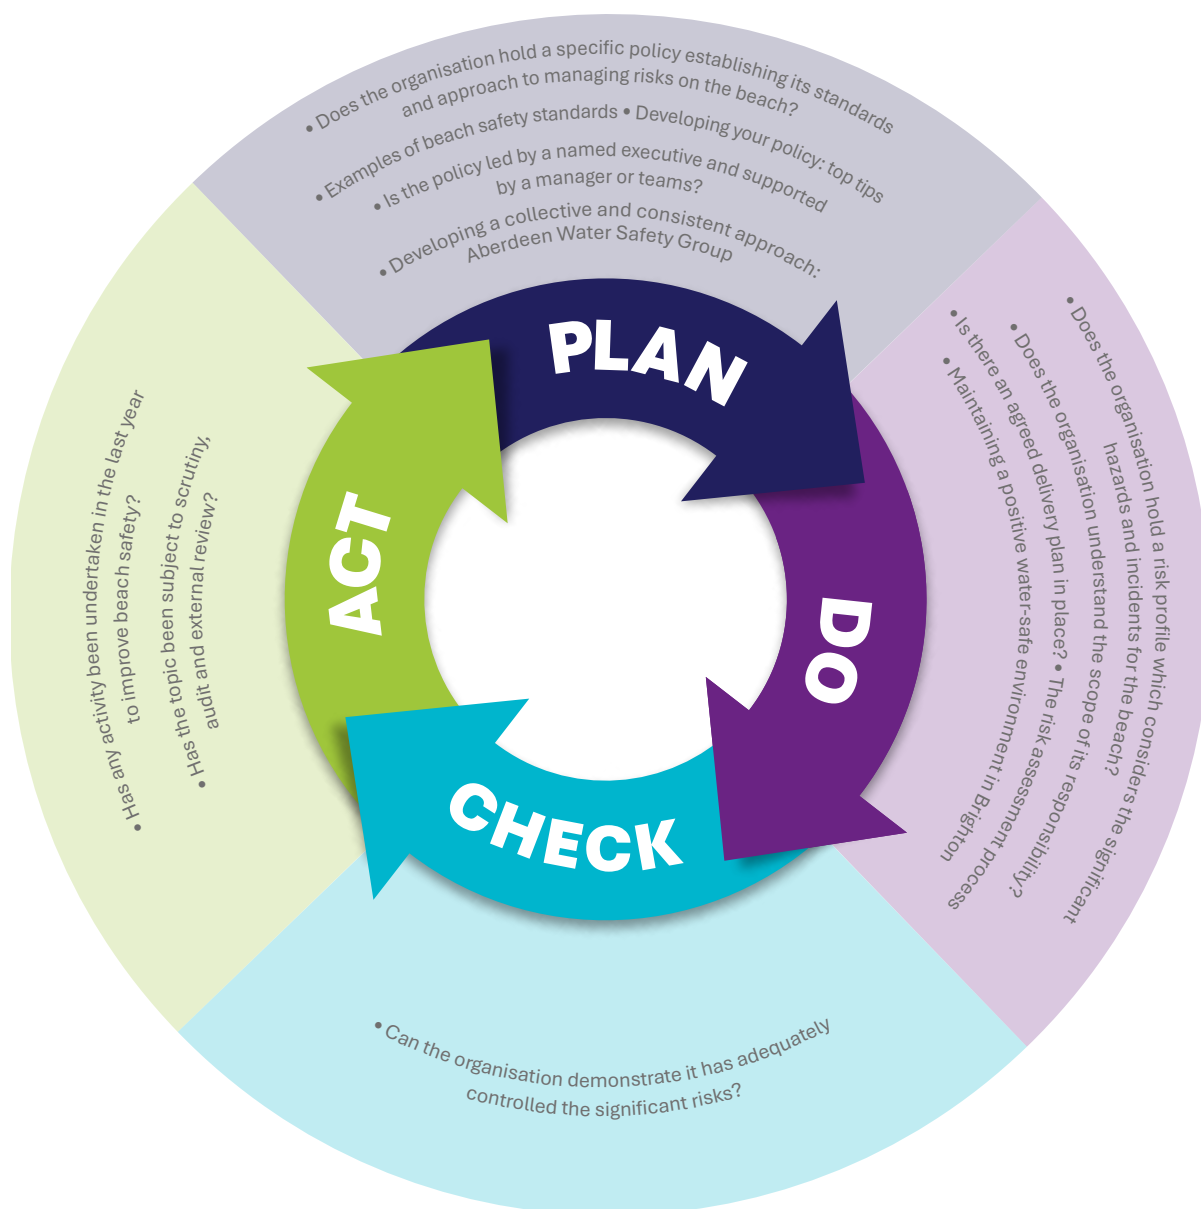 • Does the organisation hold a specific policy establishing its standards
and approach to managing risks on the beach?
• Examples of beach safety standards • Developing your policy: top tips
• Is the policy led by a named executive and supported
by a manager or teams?
• Developing a collective and consistent approach:
Aberdeen Water Safety Group
PLAN
• Does the organisation hold a risk profile which considers the significant
hazards and incidents for the beach?
• Does the organisation understand the scope of its responsibility?
• Is there an agreed delivery plan in place? • The risk assessment process
• Maintaining a positive water-safe environment in Brighton
DO
CHECK
• Can the organisation demonstrate it has adequately
controlled the significant risks?
ACT
• Has any activity been undertaken in the last year
to improve beach safety?
• Has the topic been subject to scrutiny,
audit and external review?